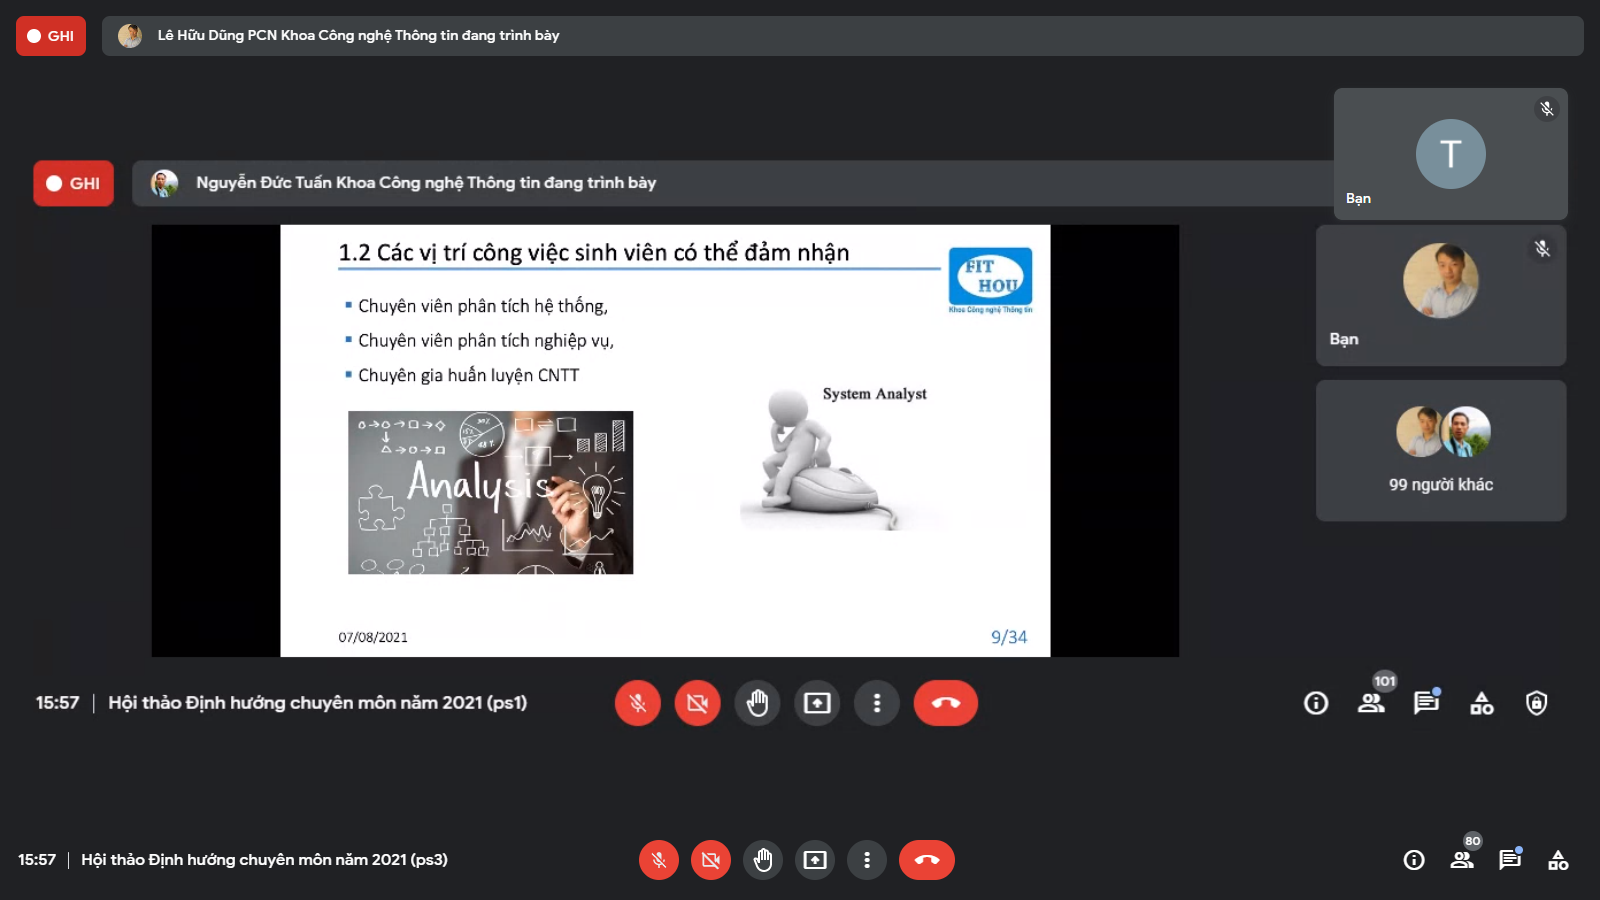 GHI
Lê Hữu Dũng PCN Khoa Công nghệ Thông tin đang trình bày
T
Bạn
GHI
Nguyễn Đức Tuấn Khoa Công nghệ Thông tin đang trình bày
Bạn
99 người khác
1.2 Các vị trí công việc sinh viên có thể đảm nhận
FIT
HOU
Khoa Công nghệ Thông tin
Chuyên viên phân tích hệ thống,
Chuyên viên phân tích nghiệp vụ,
Chuyên gia huấn luyện CNTT
Analysis
System Analyst
07/08/2021
9/34
15:57 | Hội thảo Định hướng chuyên môn năm 2021 (ps1)
101
15:57 | Hội thảo Định hướng chuyên môn năm 2021 (ps3)
80